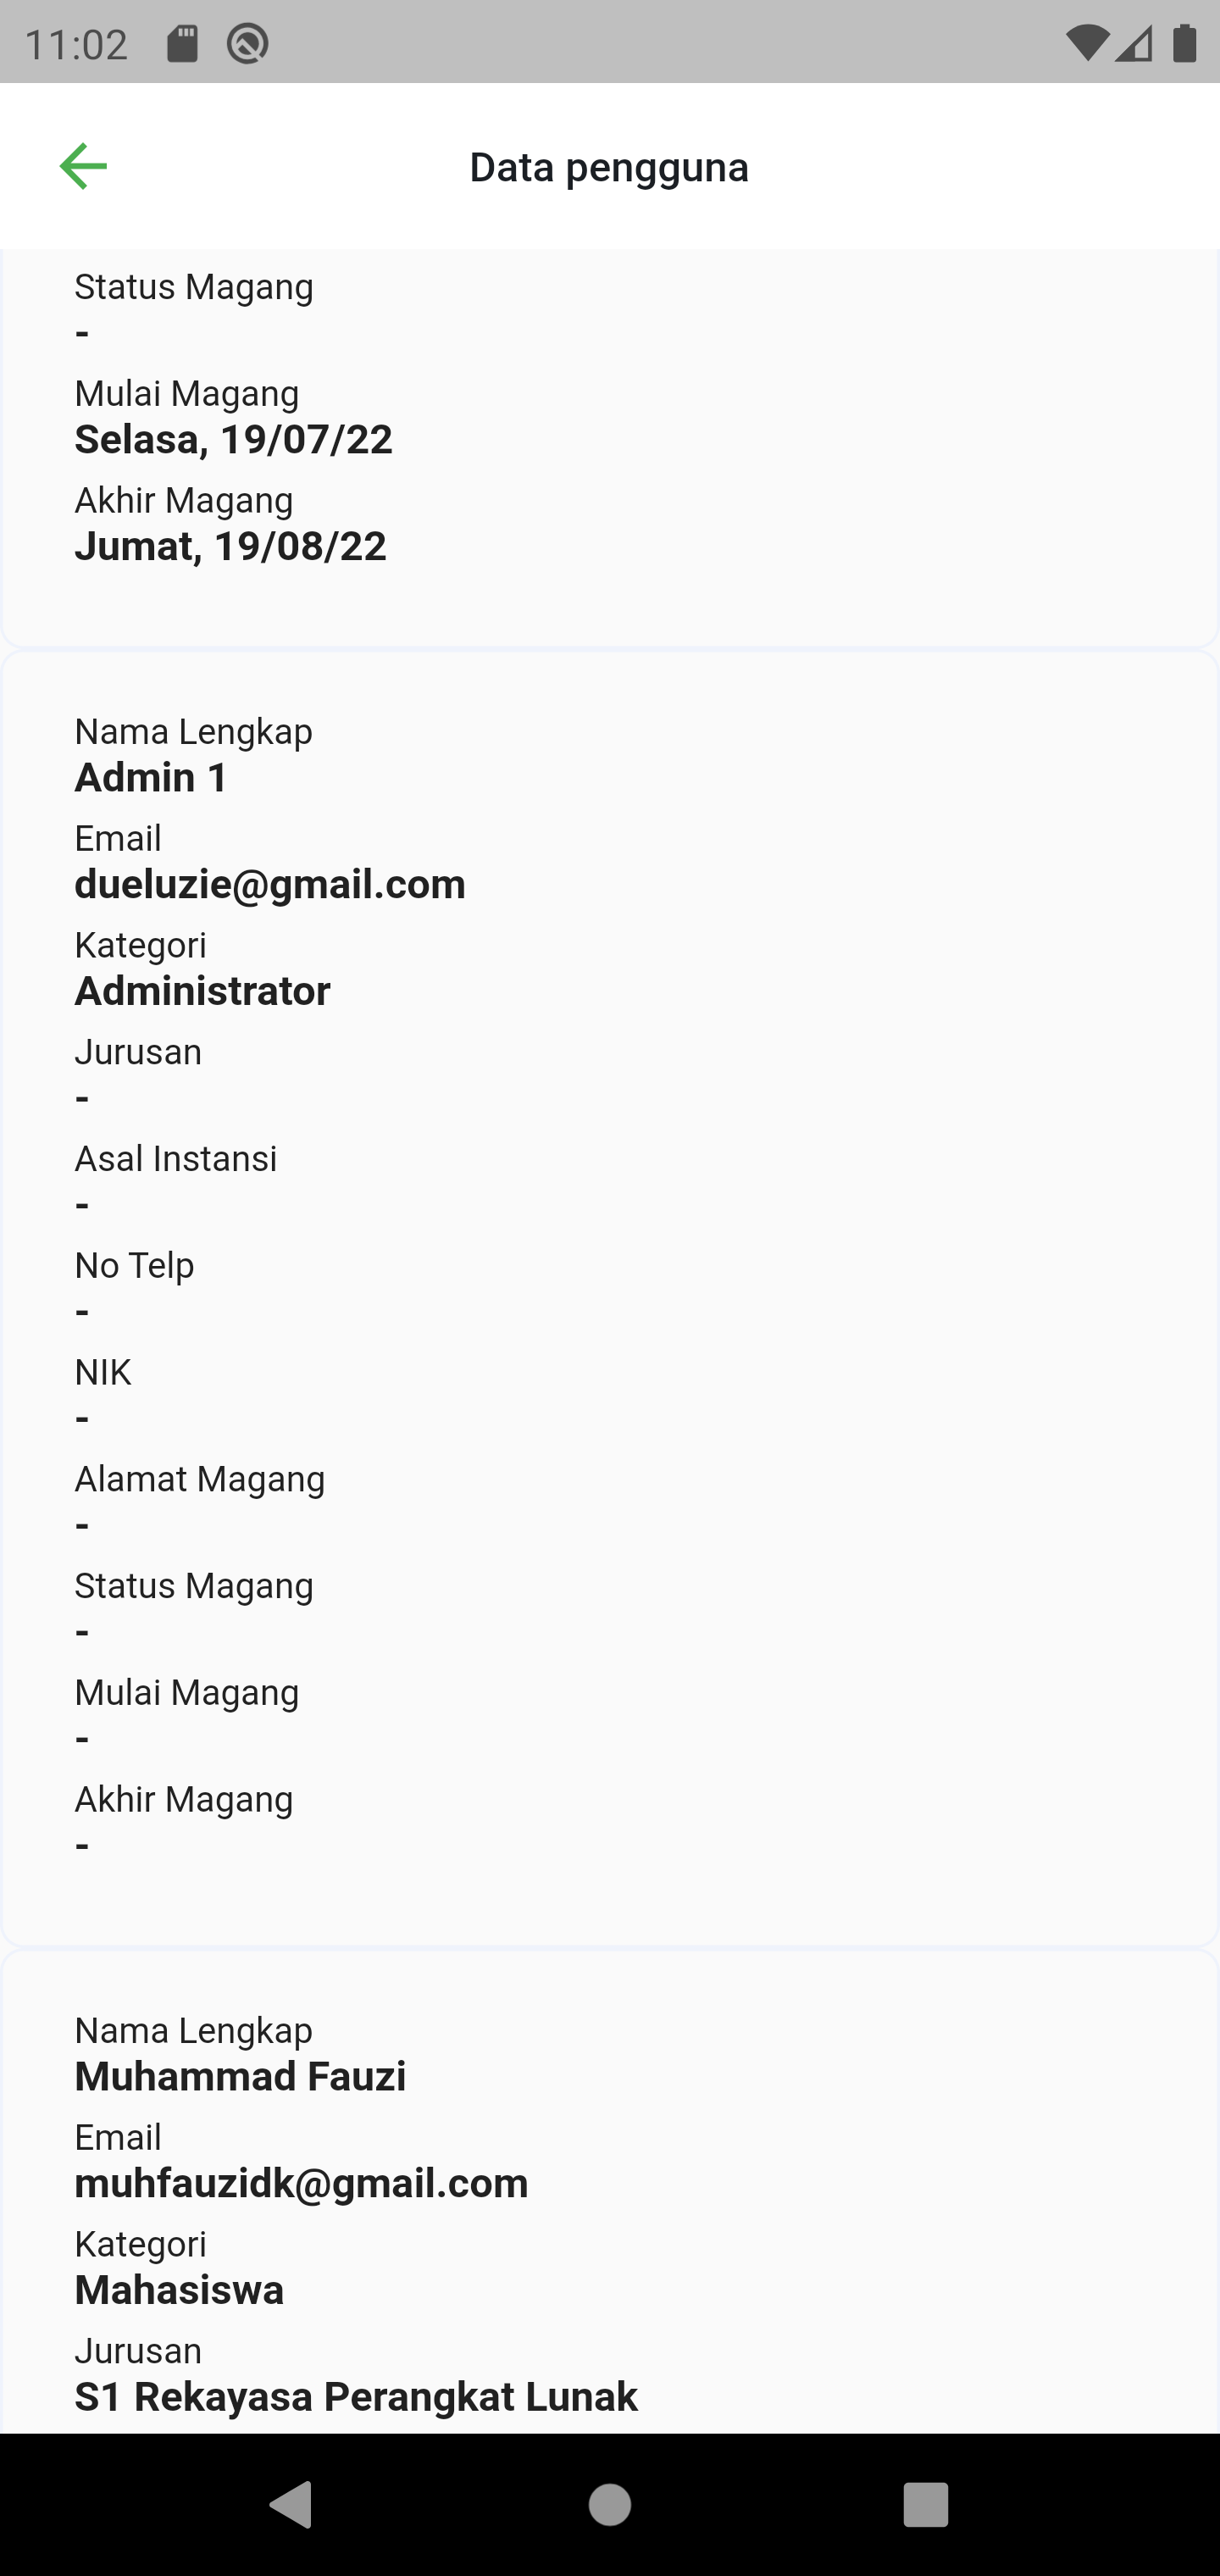 11:02
Data pengguna
Status Magang
-
Mulai Magang
Selasa, 19/07/22
Akhir Magang
Jumat, 19/08/22
Nama Lengkap
Admin 1
Email
dueluzie@gmail.com
Kategori
Administrator
Jurusan
-
Asal Instansi
-
No Telp
-
NIK
-
Alamat Magang
-
Status Magang
-
Mulai Magang
-
Akhir Magang
-
Nama Lengkap
Muhammad Fauzi
Email
muhfauzidk@gmail.com
Kategori
Mahasiswa
Jurusan
S1 Rekayasa Perangkat Lunak